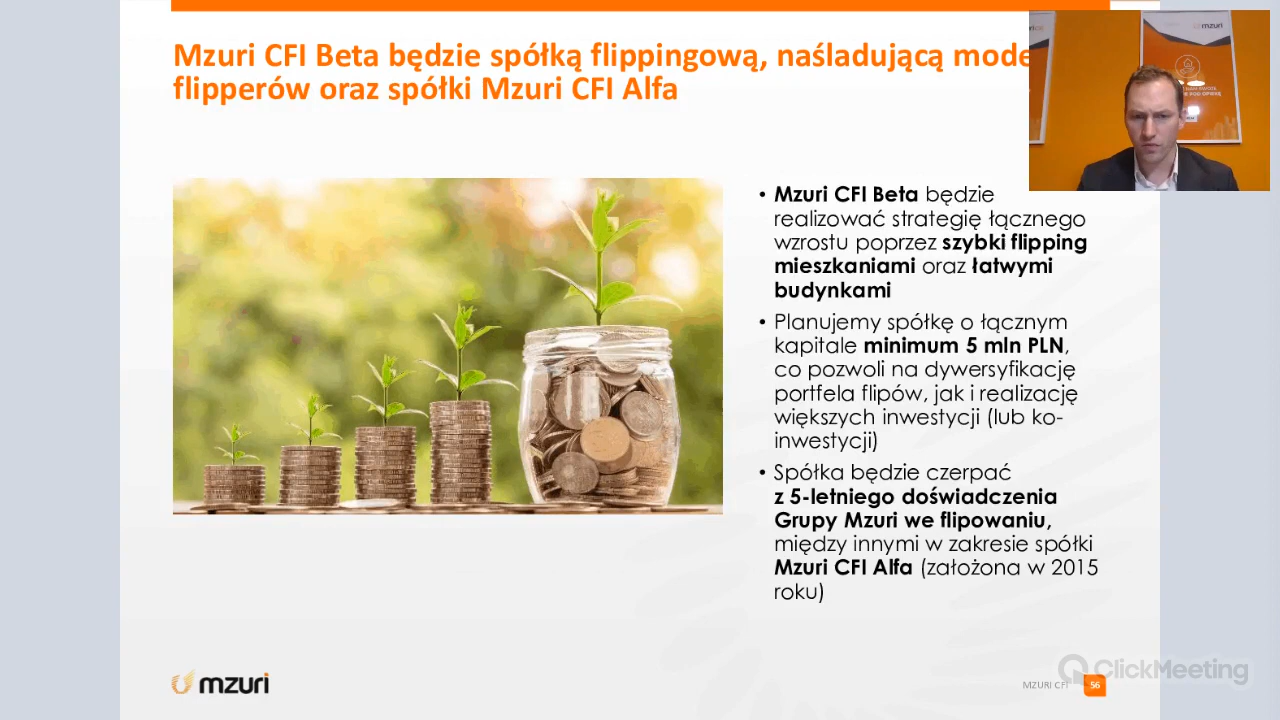 Mzuri CFI Beta będzie spółką flippingową, naśladującą mode
flipperów oraz spółki Mzuri CFI Alfa
mzuri
• Mzuri CFI Beta będzie
realizować strategię łącznego
wzrostu poprzez szybki flipping
mieszkaniami oraz łatwymi
budynkami
• Planujemy spółkę o łącznym
kapitale minimum 5 mln PLN,
co pozwoli na dywersyfikację
portfela flipów, jak i realizację
większych inwestycji (lub ko-
inwestycji)
• Spółka będzie czerpać
z 5-letniego doświadczenia
Grupy Mzuri we flipowaniu,
między innymi w zakresie spółki
Mzuri CFI Alfa (założona w 2015
roku)
mzuri
MZURI CFI
56
ClickMeeting